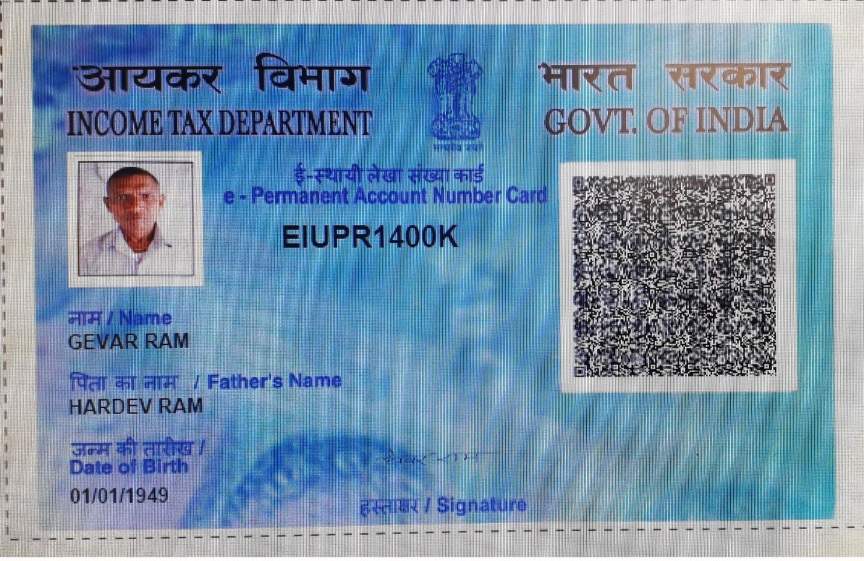 आयकर विभाग
INCOME TAX DEPARTMENT
भारत सरकार
GOVT. OF INDIA
सत्यमेव जयते
ई-स्थायी लेखा संख्या कार्ड
e - Permanent Account Number Card
EIUPR1400K
नाम / Name
GEVAR RAM
पिता का नाम / Father's Name
HARDEV RAM
जन्म की तारीख /
Date of Birth
01/01/1949
हस्ताक्षर / Signature